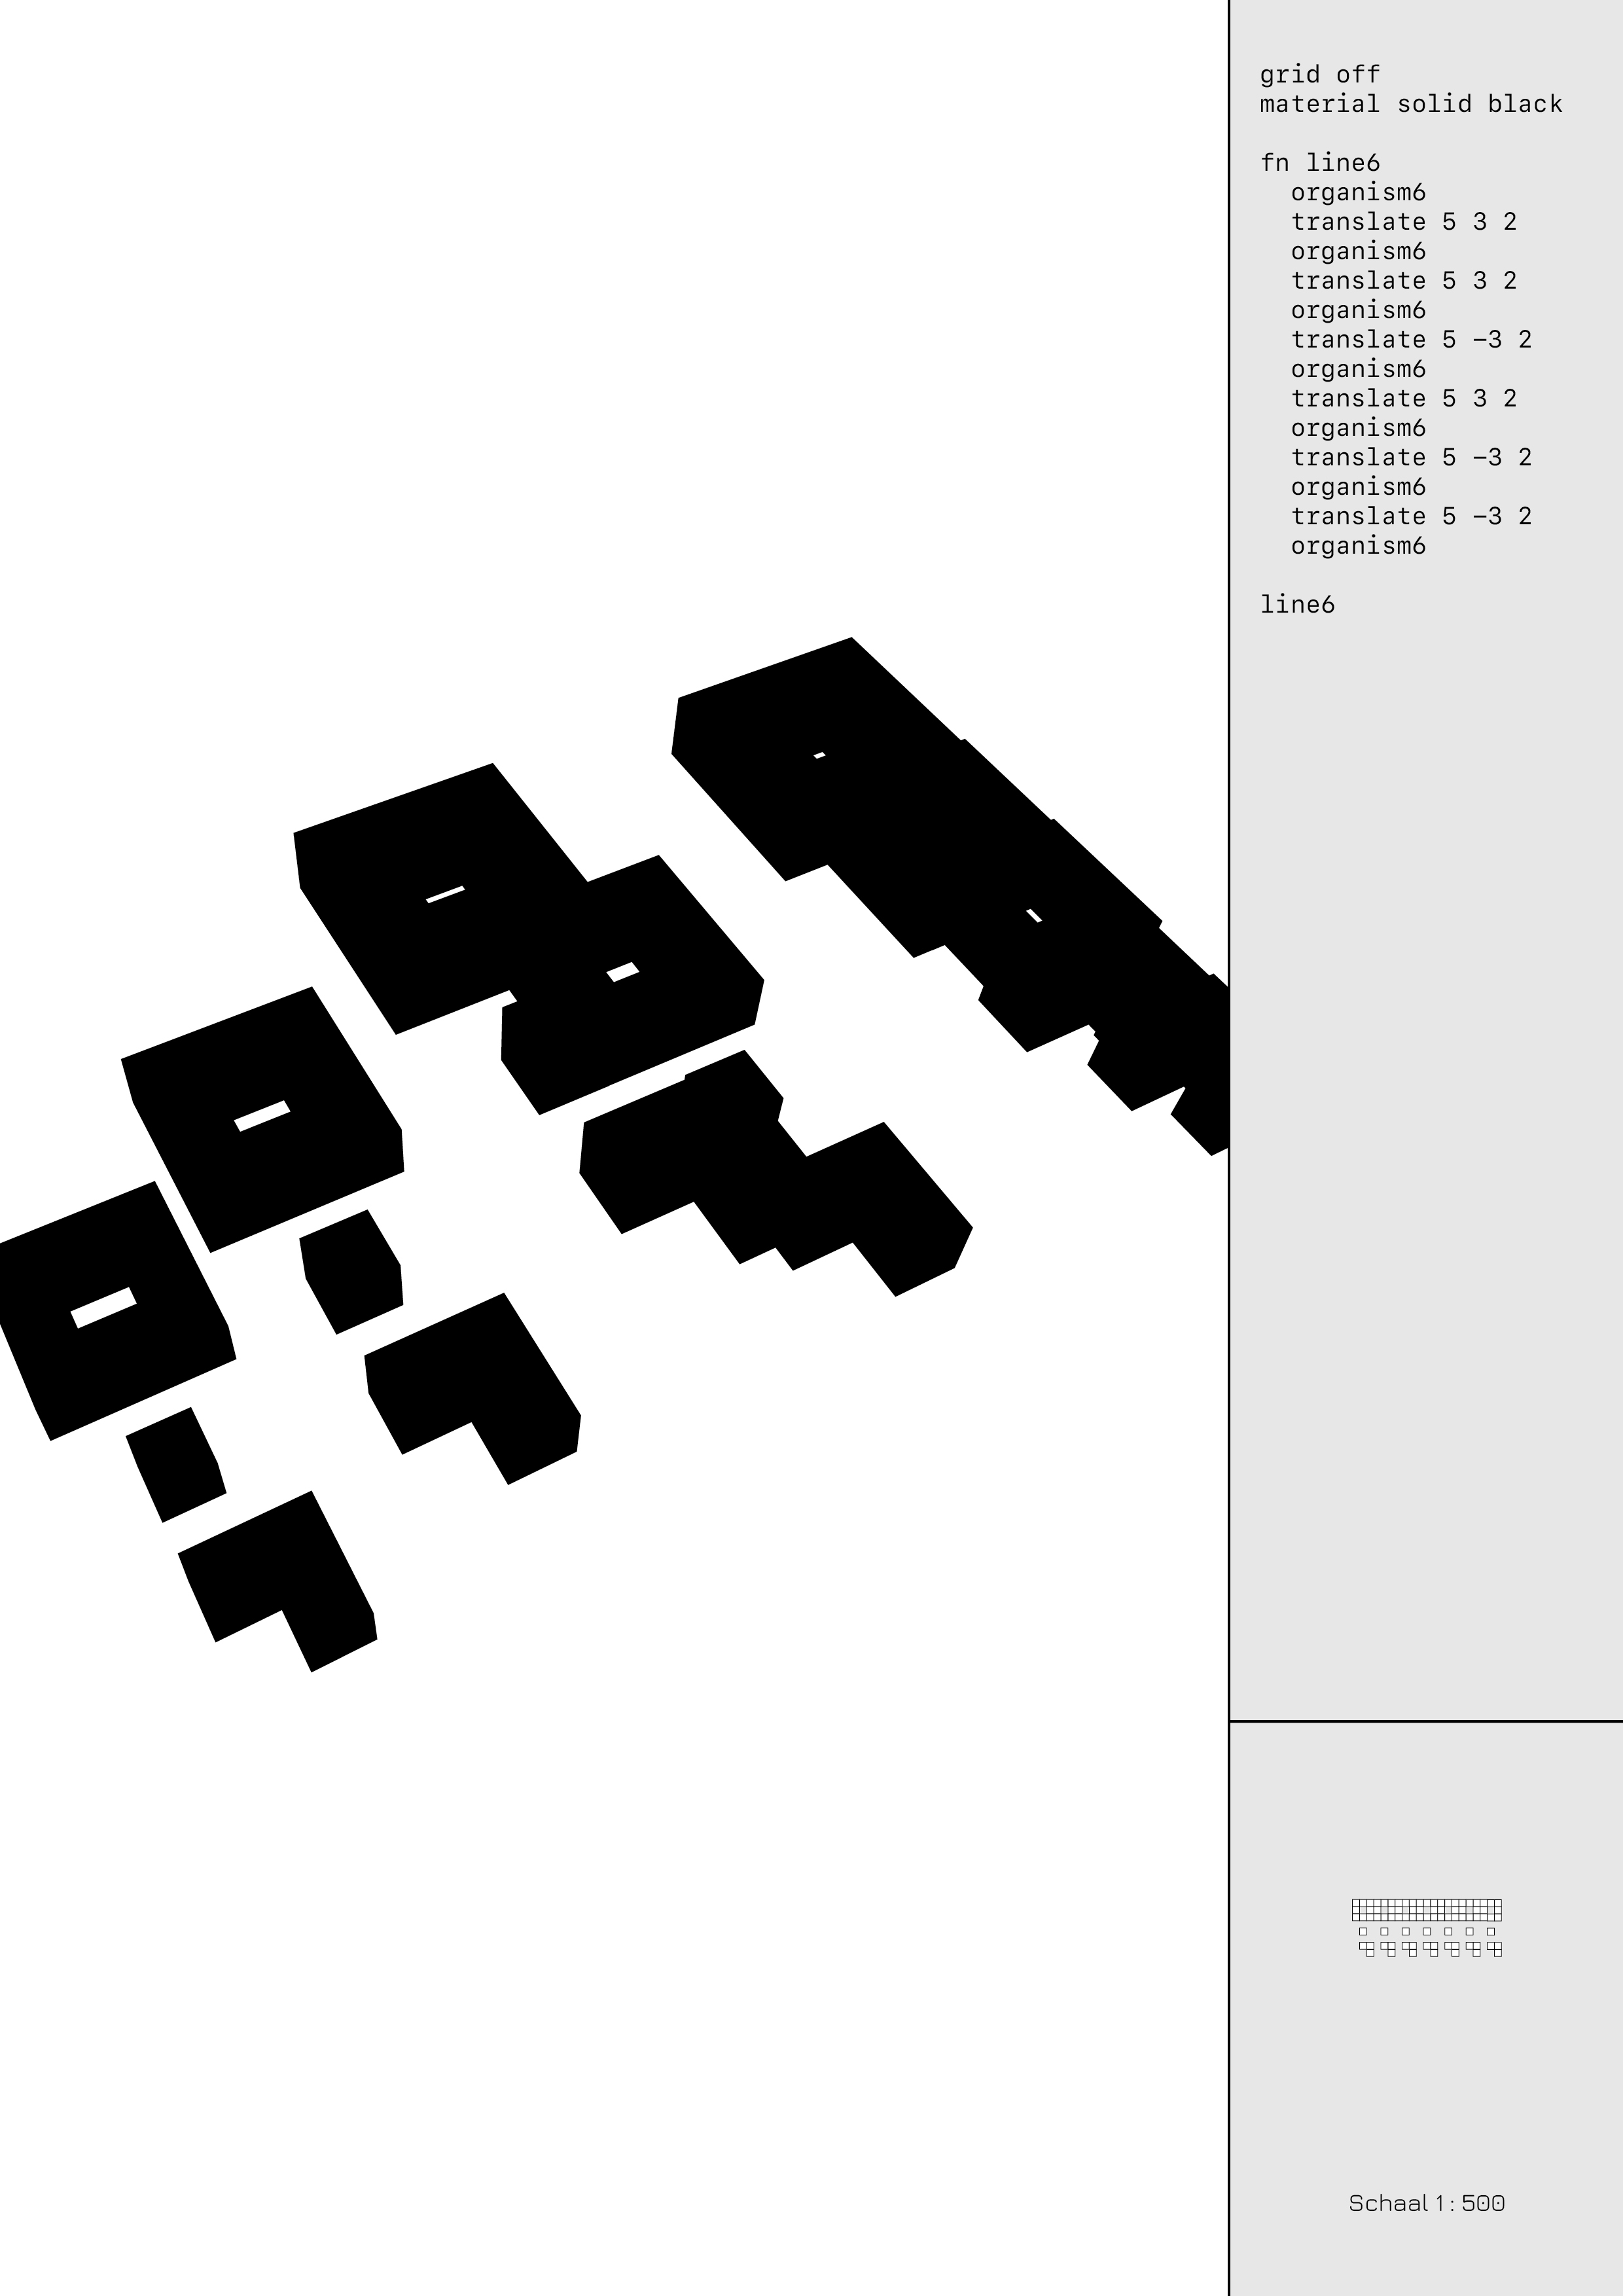 grid off
material solid black
fn line6
organism6
translate 5 3 2
organism6
translate 5 3 2
organism6
translate 5 −3 2
organism6
translate 5 3 2
organism6
translate 5 −3 2
organism6
translate 5 −3 2
organism6
line6
Schaal 1 : 500